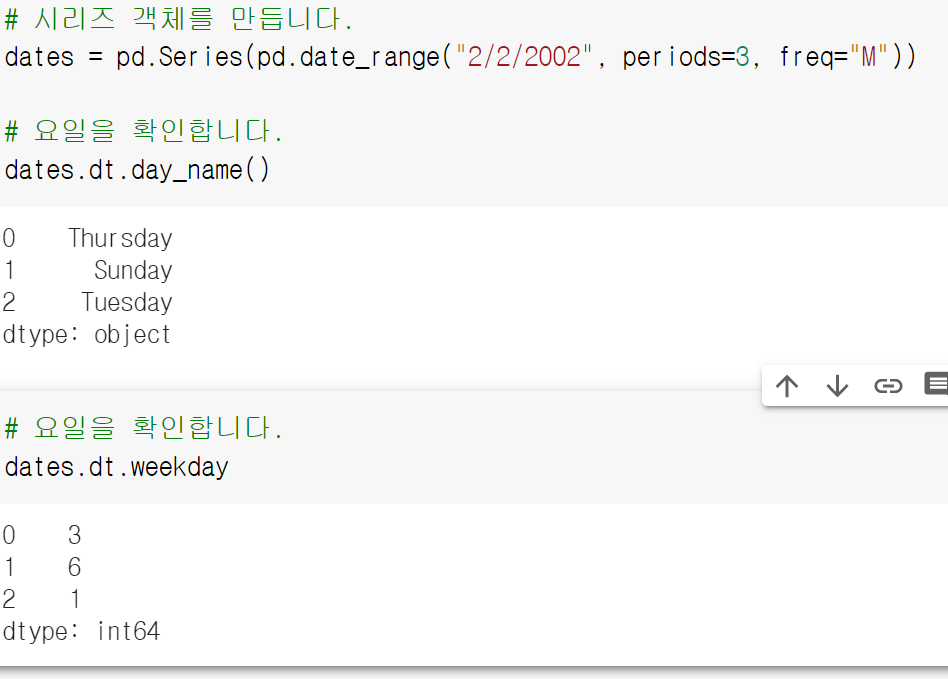 # 시리즈 객체를 만듭니다.
dates = pd.Series(pd.date_range("2/2/2002", periods=3, freq="M"))
# 요일을 확인합니다.
dates.dt.day_name()
0    Thursday
1      Sunday
2     Tuesday
dtype: object
# 요일을 확인합니다.
dates.dt.weekday
0    3
1    6
2    1
dtype: int64